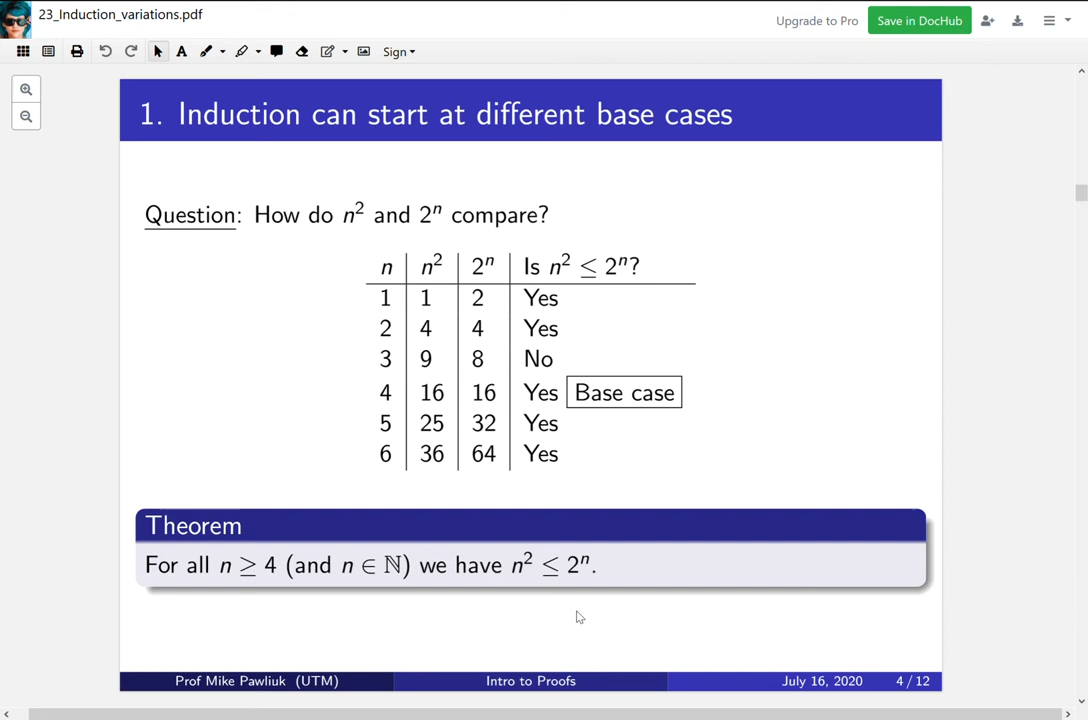 23_Induction_variations.pdf
Upgrade to Pro
Save in DocHub
A
Sign
1. Induction can start at different base cases
Question: How do n² and 2ⁿ compare?
n n² 2ⁿ Is n² ≤ 2ⁿ?
1 1 2 Yes
2 4 4 Yes
3 9 8 No
4 16 16 Yes Base case
5 25 32 Yes
6 36 64 Yes
Theorem
For all n ≥ 4 (and n ∈ ℕ) we have n² ≤ 2ⁿ.
Prof Mike Pawliuk (UTM) Intro to Proofs July 16, 2020 4 / 12